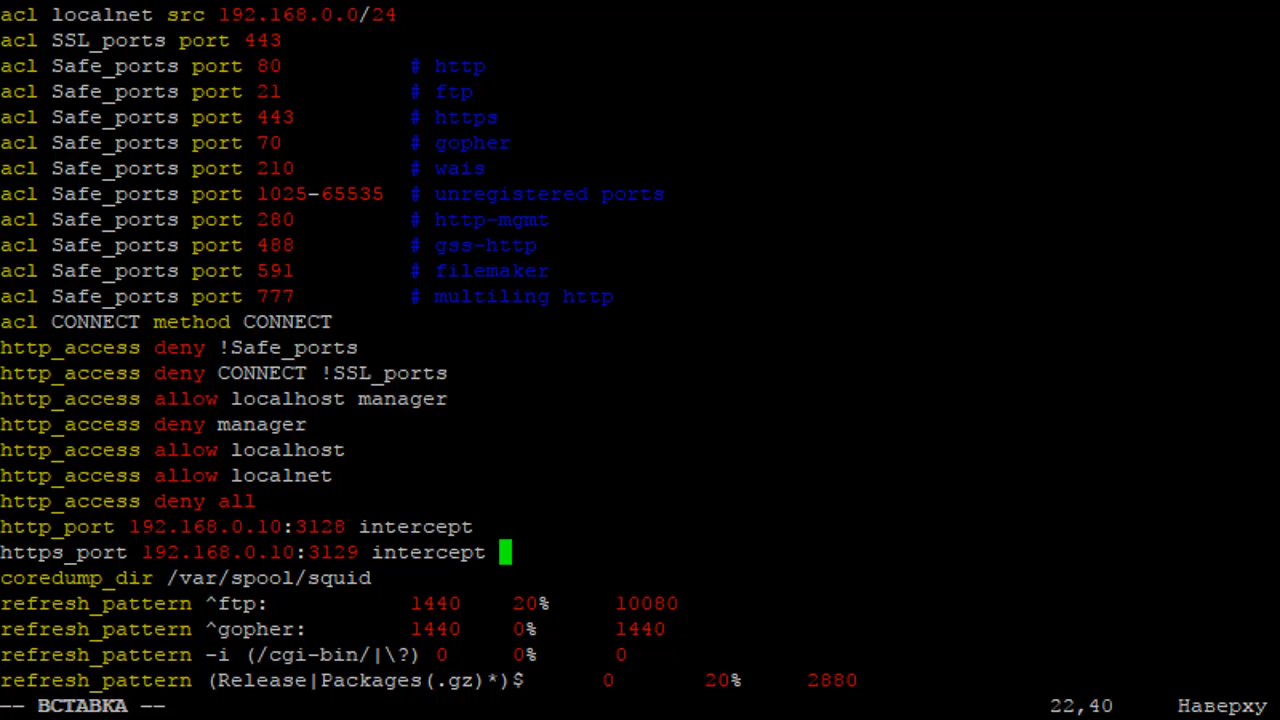 acl localnet src 192.168.0.0/24
acl SSL_ports port 443
acl Safe_ports port 80 # http
acl Safe_ports port 21 # ftp
acl Safe_ports port 443 # https
acl Safe_ports port 70 # gopher
acl Safe_ports port 210 # wais
acl Safe_ports port 1025-65535 # unregistered ports
acl Safe_ports port 280 # http-mgmt
acl Safe_ports port 488 # gss-http
acl Safe_ports port 591 # filemaker
acl Safe_ports port 777 # multiling http
acl CONNECT method CONNECT
http_access deny !Safe_ports
http_access deny CONNECT !SSL_ports
http_access allow localhost manager
http_access deny manager
http_access allow localhost
http_access allow localnet
http_access deny all
http_port 192.168.0.10:3128 intercept
https_port 192.168.0.10:3129 intercept
coredump_dir /var/spool/squid
refresh_pattern ^ftp: 1440 20% 10080
refresh_pattern ^gopher: 1440 0% 1440
refresh_pattern -i (/cgi-bin/|\?) 0 0% 0
refresh_pattern (Release|Packages(.gz)*)$ 0 20% 2880
-- ВСТАВКА -- 22,40 Наверху